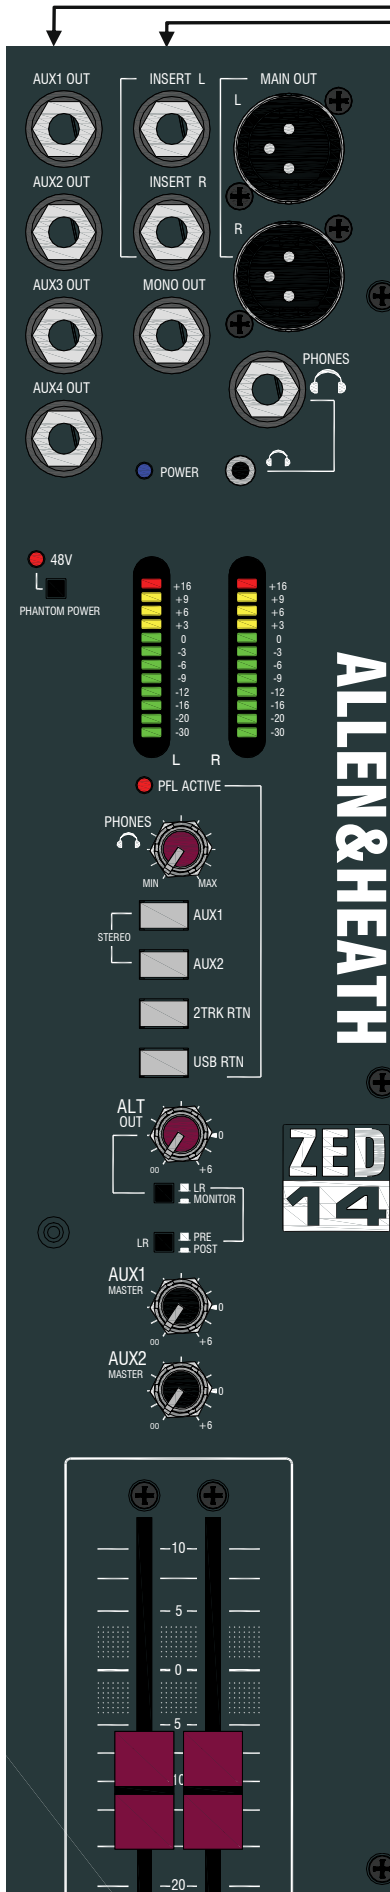 AUX1 OUT
INSERT L
MAIN OUT
L
AUX2 OUT
INSERT R
R
AUX3 OUT
MONO OUT
AUX4 OUT
PHONES
POWER
48V
PHANTOM POWER
+16
+9
+6
+3
0
-3
-6
-9
-12
-16
-20
-30
+16
+9
+6
+3
0
-3
-6
-9
-12
-16
-20
-30
L R
PFL ACTIVE
PHONES
MIN MAX
AUX1
STEREO
AUX2
2TRK RTN
USB RTN
ALLEN&HEATH
ALT
OUT
0
oo +6
LR
MONITOR
LR
PRE
POST
ZED
14
AUX1
MASTER
0
oo +6
AUX2
MASTER
0
oo +6
10
5
0
5
10
20